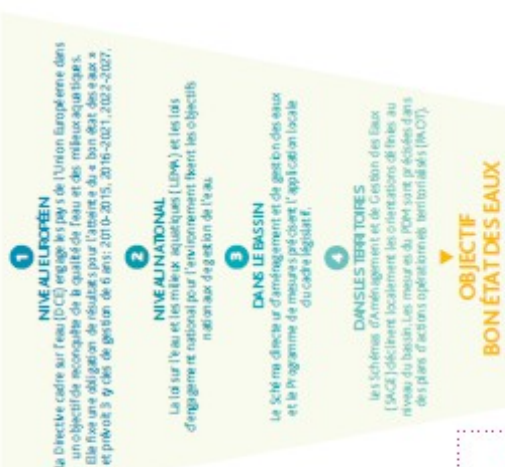 1
NIVEAU EUROPÉEN
La Directive cadre sur l'eau (DCE) engage les pays de l'Union Européenne dans
un objectif de reconquête de la qualité de l'eau et des milieux aquatiques.
Elle fixe une obligation de résultats pour l'atteinte du « bon état des eaux »
et prévoit 3 cycles de gestion de 6 ans : 2010-2015, 2016-2021, 2022-2027.
2
NIVEAU NATIONAL
La loi sur l'eau et les milieux aquatiques (LEMA) et les lois
d'engagement national pour l'environnement fixent les objectifs
nationaux de gestion de l'eau.
3
DANS LE BASSIN
Le Schéma directeur d'aménagement et de gestion des eaux
et le Programme de mesures précisent l'application locale
du cadre législatif.
4
DANS LES TERRITOIRES
Les Schémas d'Aménagement et de Gestion des Eaux
(SAGE) déclinent localement les orientations définies au
niveau du bassin. Les mesures du PDM sont précisées dans
des plans d'actions opérationnels territorialisés (PAOT).
OBJECTIF
BON ÉTAT DES EAUX